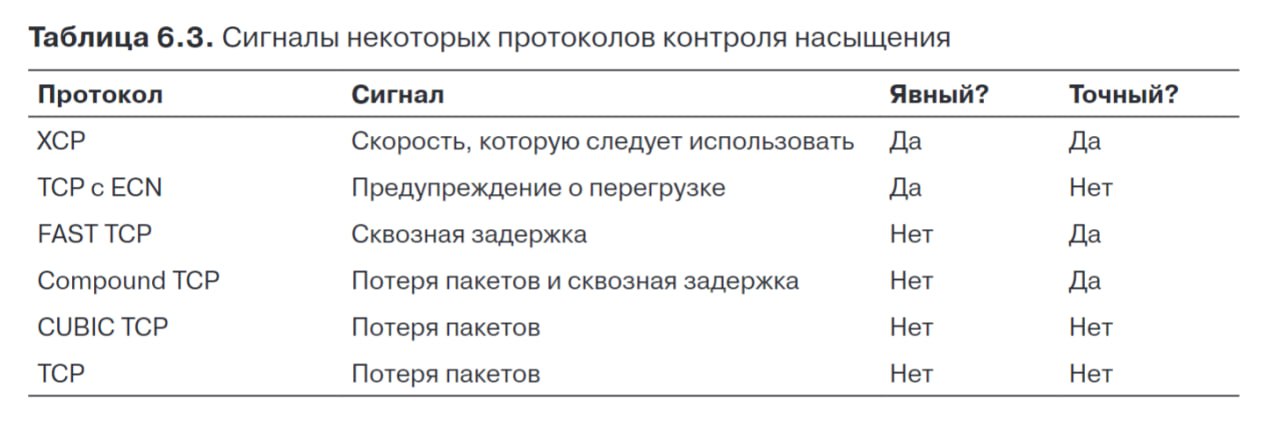 Таблица 6.3. Сигналы некоторых протоколов контроля насыщения
Протокол Сигнал Явный? Точный?
XCP Скорость, которую следует использовать Да Да
TCP с ECN Предупреждение о перегрузке Да Нет
FAST TCP Сквозная задержка Нет Да
Compound TCP Потеря пакетов и сквозная задержка Нет Да
CUBIC TCP Потеря пакетов Нет Нет
TCP Потеря пакетов Нет Нет